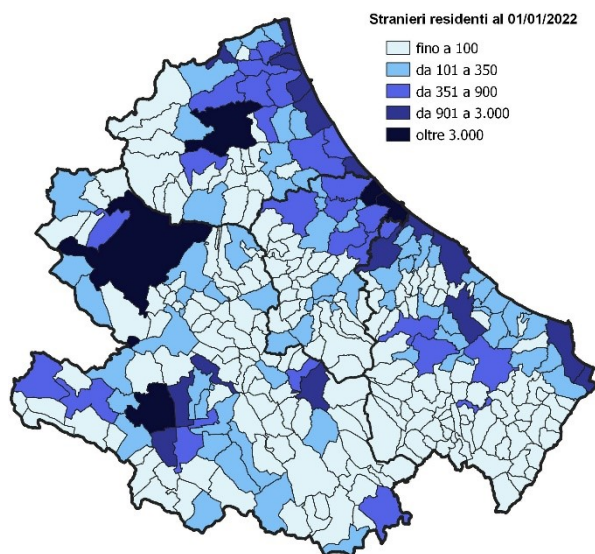 Stranieri residenti al 01/01/2022
fino a 100
da 101 a 350
da 351 a 900
da 901 a 3.000
oltre 3.000